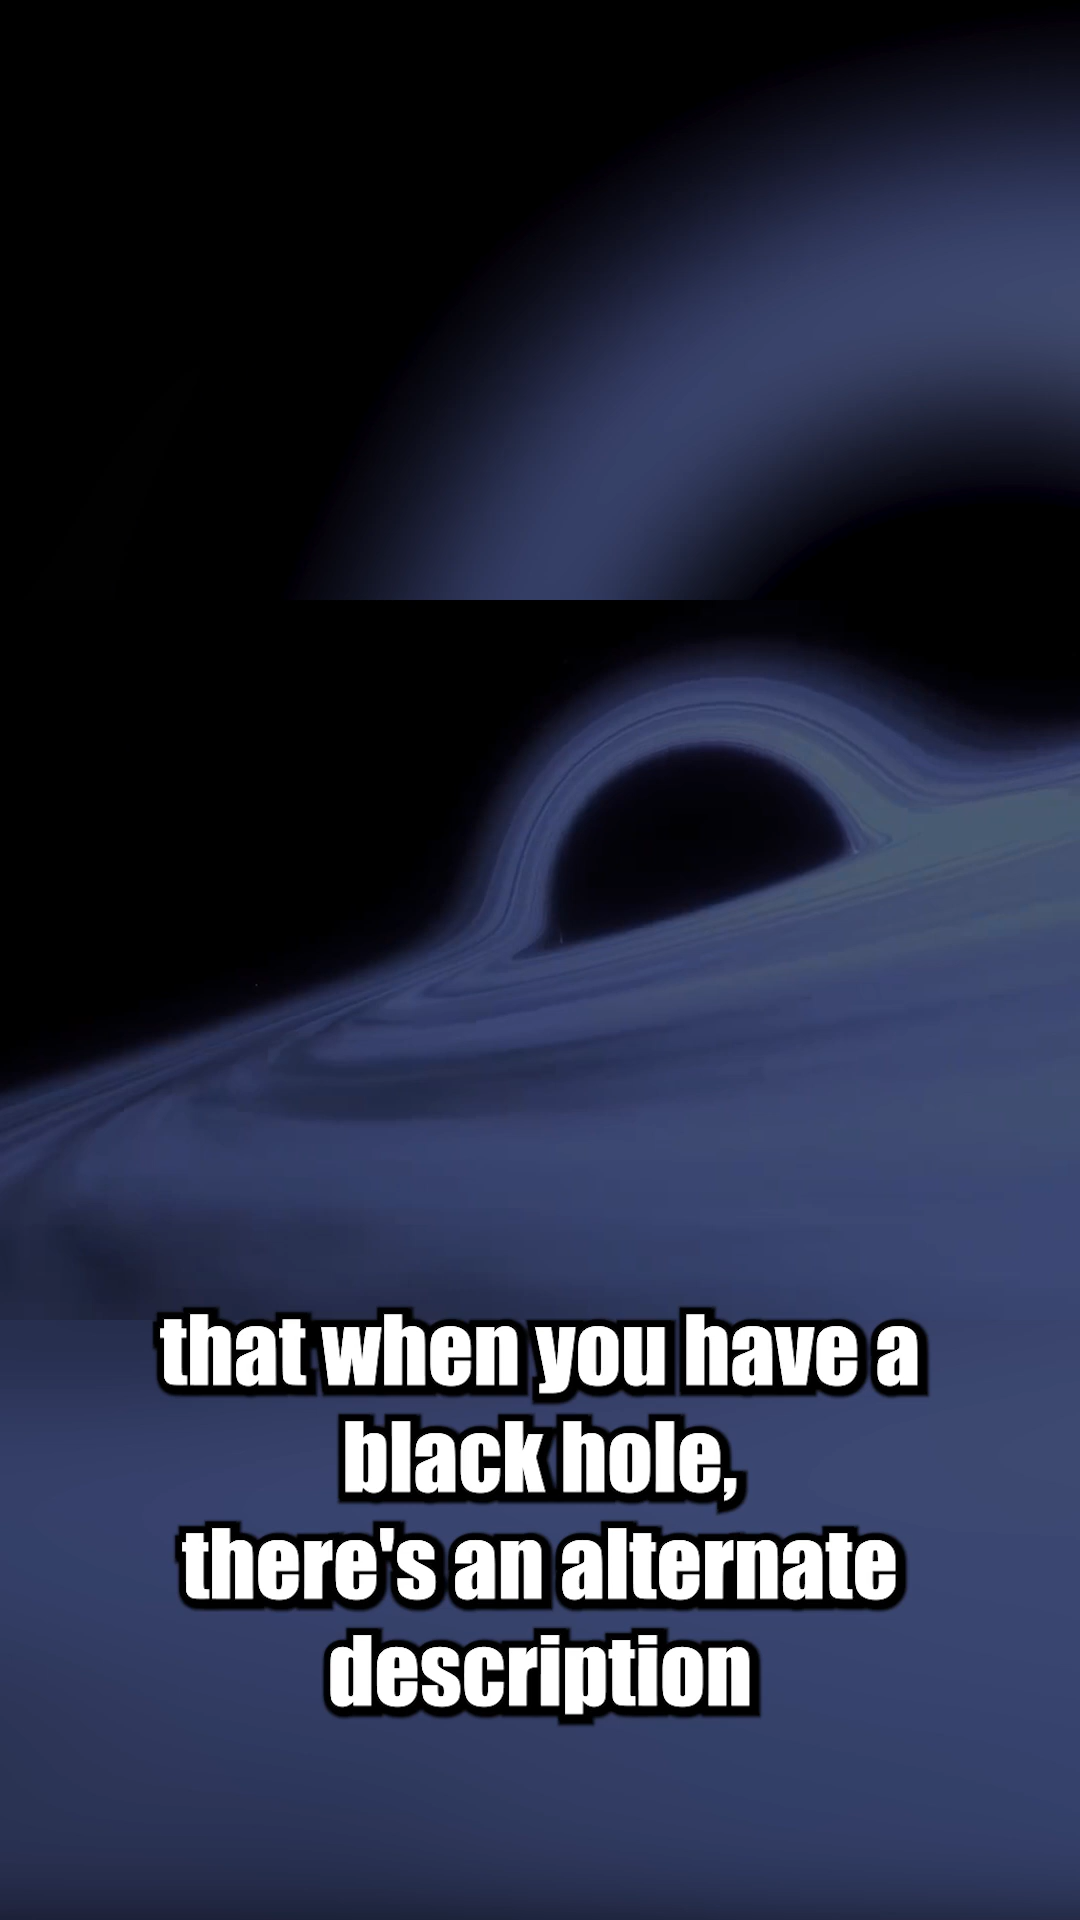 that when you have a
black hole,
there's an alternate
description